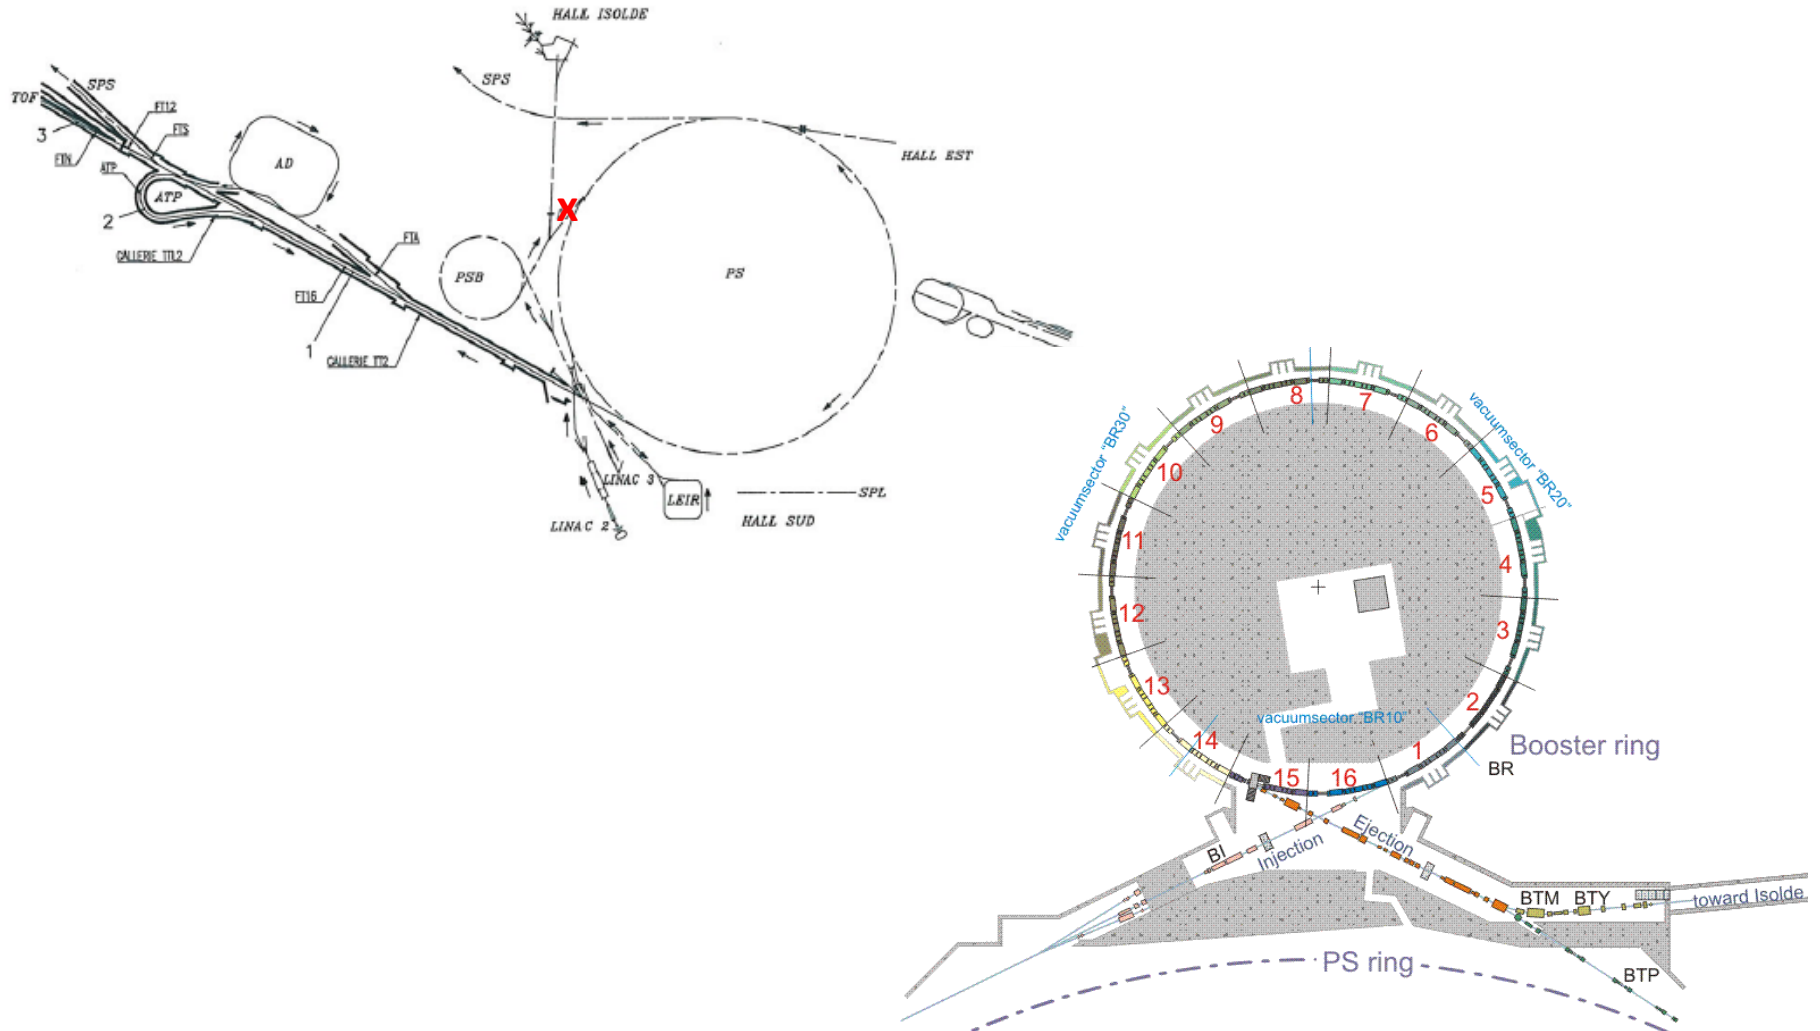 HALL ISOLDE
SPS
SPS
TOF
FT12
3
FTS
FTN
ATP
AD
ATP
2
HALL EST
X
GALLERIE TTL2
FTA
PSB
PS
FT16
1
GALLERIE TT2
LINAC 3
LEIR
SPL
LINAC 2
HALL SUD
8
7
9
6
vacuumsector "BR30"
vacuumsector "BR20"
10
5
11
4
12
3
13
2
vacuumsector "BR10"
14
1
Booster ring
BR
15
16
Ejection
BI
Injection
BTM
BTY
toward Isolde
PS ring
BTP